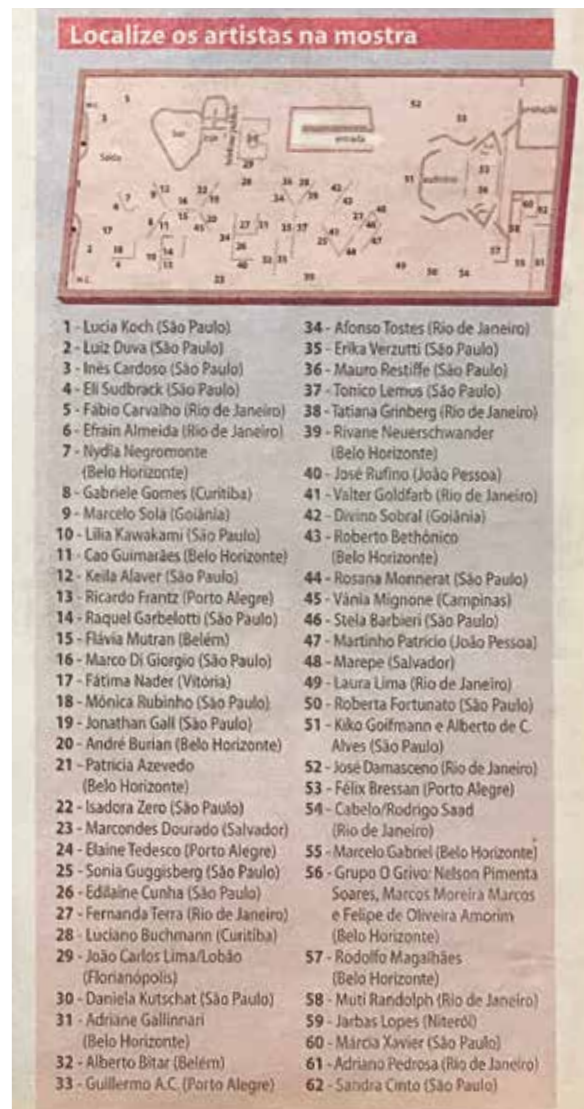 Localize os artistas na mostra
Saída
bar
entrada
auditório
produção
1 - Lucia Koch (São Paulo)
2 - Luiz Duva (São Paulo)
3 - Inês Cardoso (São Paulo)
4 - Eli Sudbrack (São Paulo)
5 - Fábio Carvalho (Rio de Janeiro)
6 - Efrain Almeida (Rio de Janeiro)
7 - Nydia Negromonte
(Belo Horizonte)
8 - Gabriele Gomes (Curitiba)
9 - Marcelo Solá (Goiânia)
10 - Lilia Kawakami (São Paulo)
11 - Cao Guimarães (Belo Horizonte)
12 - Keila Alaver (São Paulo)
13 - Ricardo Frantz (Porto Alegre)
14 - Raquel Garbelotti (São Paulo)
15 - Flávia Mutran (Belém)
16 - Marco Di Giorgio (São Paulo)
17 - Fátima Nader (Vitória)
18 - Mônica Rubinho (São Paulo)
19 - Jonathan Gall (São Paulo)
20 - André Burian (Belo Horizonte)
21 - Patricia Azevedo
(Belo Horizonte)
22 - Isadora Zero (São Paulo)
23 - Marcondes Dourado (Salvador)
24 - Elaine Tedesco (Porto Alegre)
25 - Sonia Guggisberg (São Paulo)
26 - Edilaine Cunha (São Paulo)
27 - Fernanda Terra (Rio de Janeiro)
28 - Luciano Buchmann (Curitiba)
29 - João Carlos Lima/Lobão
(Florianópolis)
30 - Daniela Kutschat (São Paulo)
31 - Adriane Gallinnari
(Belo Horizonte)
32 - Alberto Bitar (Belém)
33 - Guillermo A.C. (Porto Alegre)
34 - Afonso Tostes (Rio de Janeiro)
35 - Erika Verzutti (São Paulo)
36 - Mauro Restiffe (São Paulo)
37 - Tonico Lemos (São Paulo)
38 - Tatiana Grinberg (Rio de Janeiro)
39 - Rivane Neuerschwander
(Belo Horizonte)
40 - José Rufino (João Pessoa)
41 - Valter Goldfarb (Rio de Janeiro)
42 - Divino Sobral (Goiânia)
43 - Roberto Bethônico
(Belo Horizonte)
44 - Rosana Monnerat (São Paulo)
45 - Vânia Mignone (Campinas)
46 - Stela Barbieri (São Paulo)
47 - Martinho Patrício (João Pessoa)
48 - Marepe (Salvador)
49 - Laura Lima (Rio de Janeiro)
50 - Roberta Fortunato (São Paulo)
51 - Kiko Goifmann e Alberto de C.
Alves (São Paulo)
52 - José Damasceno (Rio de Janeiro)
53 - Félix Bressan (Porto Alegre)
54 - Cabelo/Rodrigo Saad
(Rio de Janeiro)
55 - Marcelo Gabriel (Belo Horizonte)
56 - Grupo O Grivo: Nelson Pimenta
Soares, Marcos Moreira Marcos
e Felipe de Oliveira Amorim
(Belo Horizonte)
57 - Rodolfo Magalhães
(Belo Horizonte)
58 - Muti Randolph (Rio de Janeiro)
59 - Jarbas Lopes (Niterói)
60 - Márcia Xavier (São Paulo)
61 - Adriano Pedrosa (Rio de Janeiro)
62 - Sandra Cinto (São Paulo)